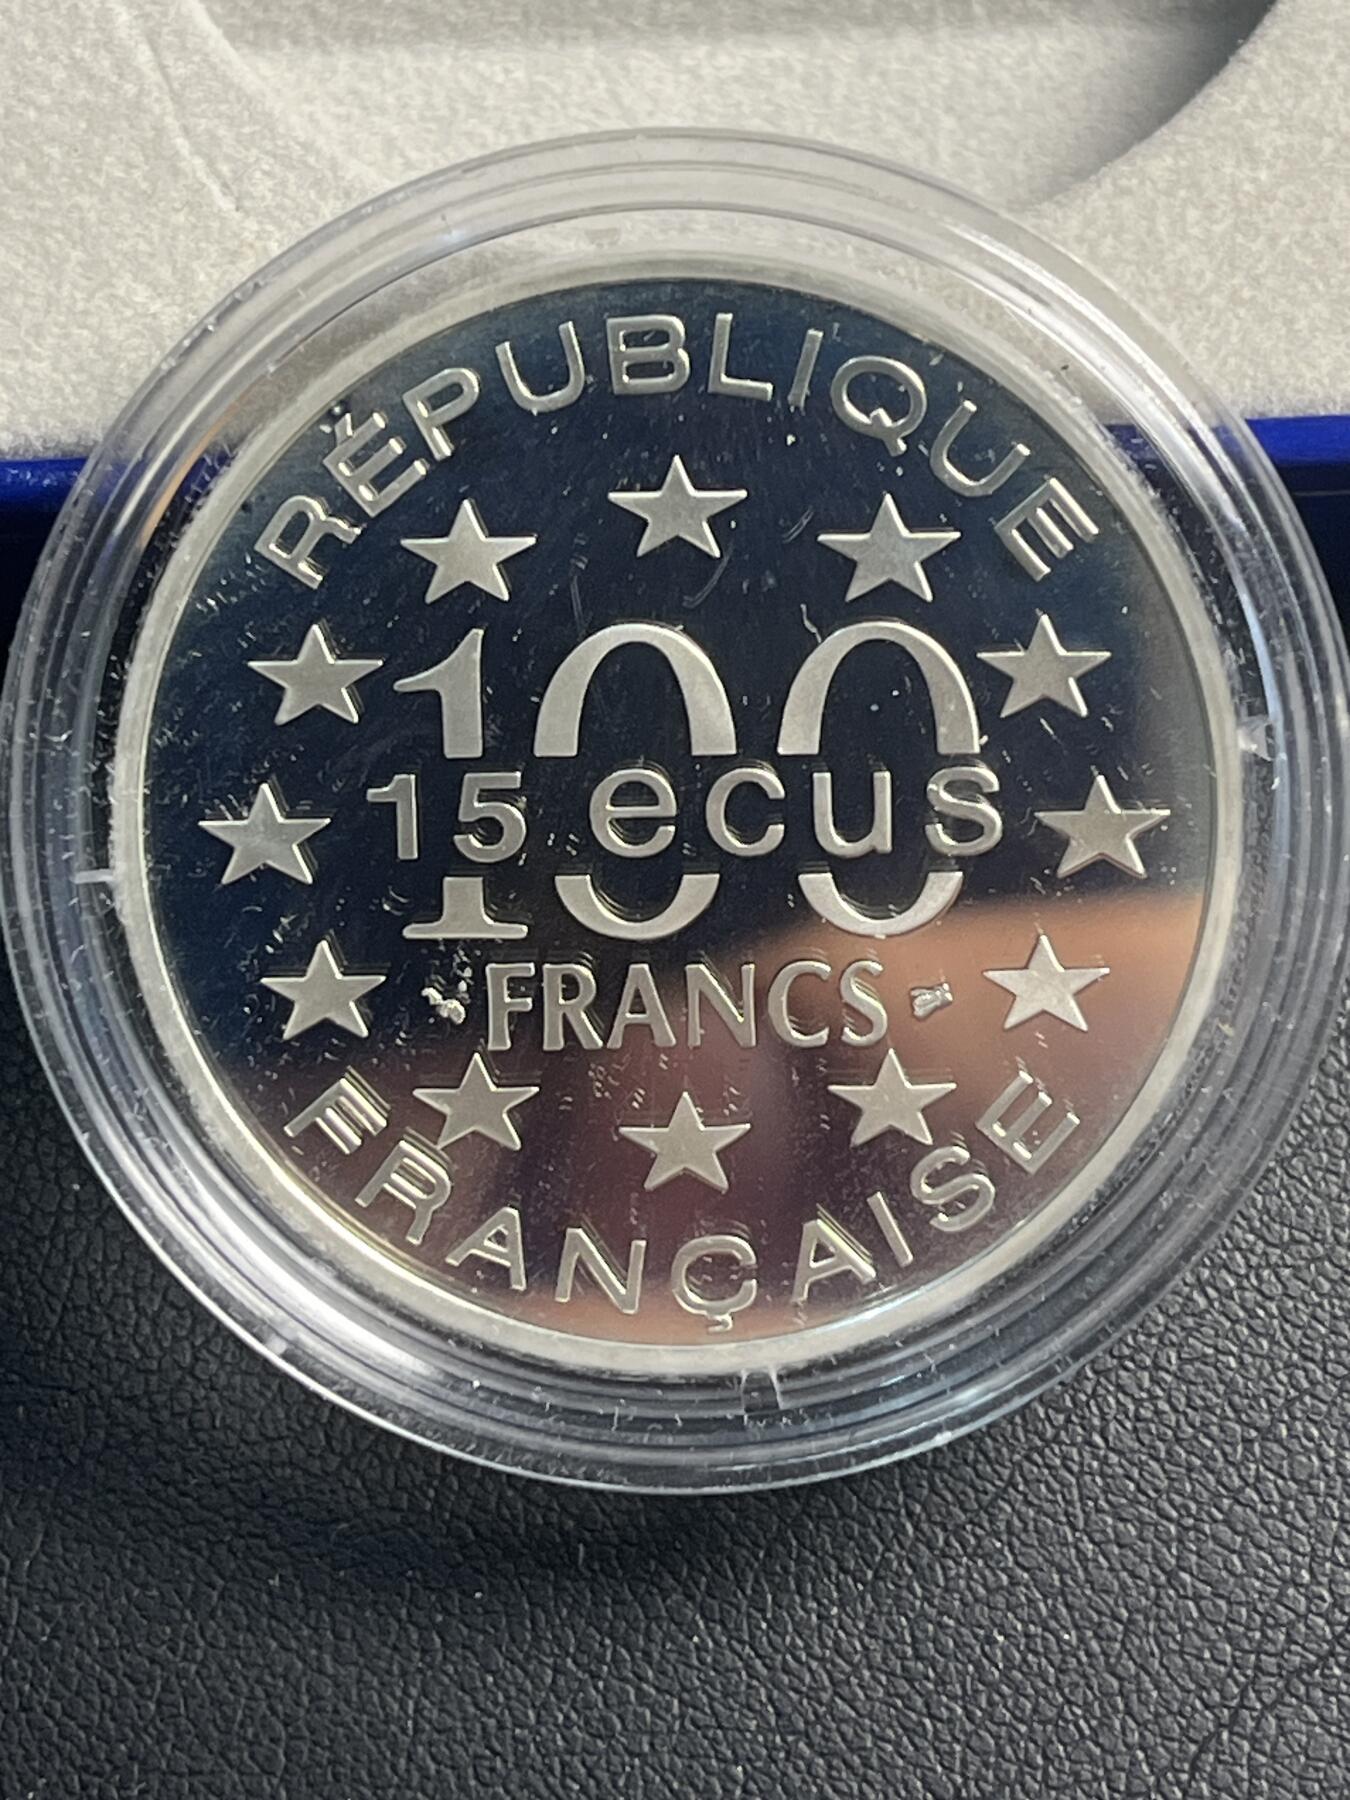 RÉPUBLIQUE
100
15 ecus
FRANCS
FRANÇAISE